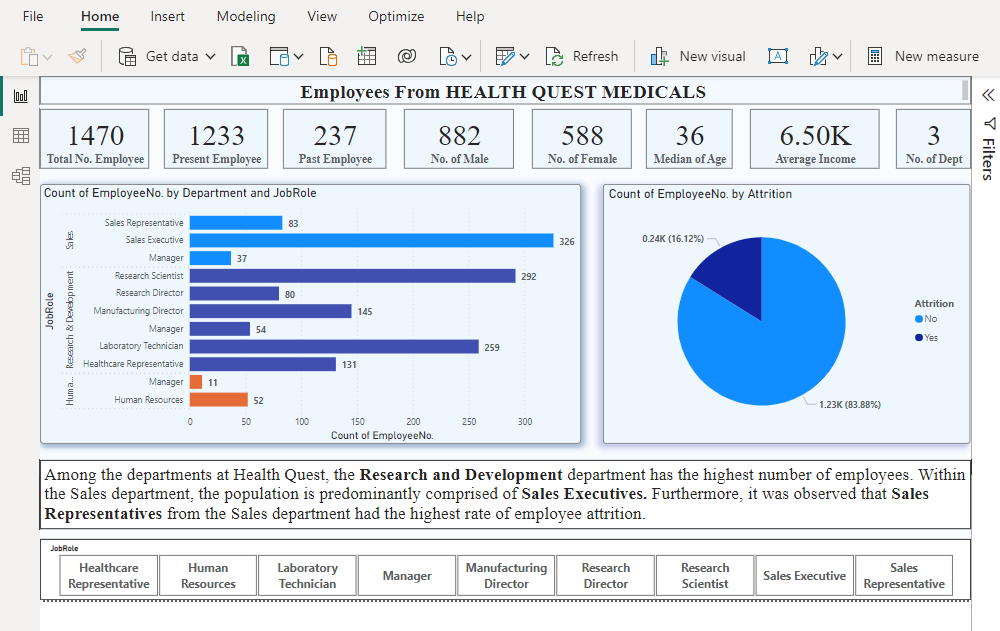 File Home Insert Modeling View Optimize Help
Get data Refresh New visual New measure
Employees From HEALTH QUEST MEDICALS
1470 1233 237 882 588 36 6.50K 3
Total No. Employee Present Employee Past Employee No. of Male No. of Female Median of Age Average Income No. of Dept
Filters
Count of EmployeeNo. by Department and JobRole
JobRole
Sales
Sales Representative 83
Sales Executive 326
Manager 37
Research & Development
Research Scientist 292
Research Director 80
Manufacturing Director 145
Manager 54
Laboratory Technician 259
Healthcare Representative 131
Huma...
Manager 11
Human Resources 52
0 50 100 150 200 250 300
Count of EmployeeNo.
Count of EmployeeNo. by Attrition
0.24K (16.12%)
1.23K (83.88%)
Attrition
No
Yes
Among the departments at Health Quest, the Research and Development department has the highest number of employees. Within
the Sales department, the population is predominantly comprised of Sales Executives. Furthermore, it was observed that Sales
Representatives from the Sales department had the highest rate of employee attrition.
JobRole
Healthcare Representative
Human Resources
Laboratory Technician
Manager
Manufacturing Director
Research Director
Research Scientist
Sales Executive
Sales Representative